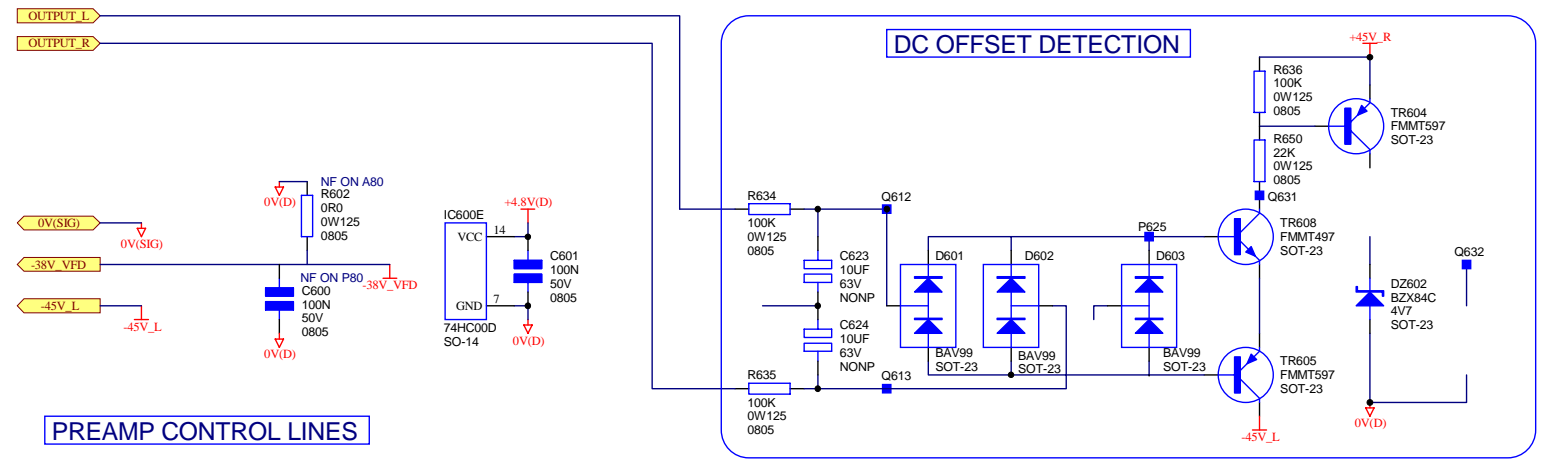 OUTPUT_L
OUTPUT_R
DC OFFSET DETECTION
+45V_R
R636
100K
0W125
0805
TR604
FMMT597
SOT-23
R650
22K
0W125
0805
Q631
NF ON A80
R602
0R0
0W125
0805
0V(D)
0V(SIG)
0V(SIG)
-38V_VFD
-38V_VFD
NF ON P80
C600
100N
50V
0805
0V(D)
-45V_L
-45V_L
IC600E
VCC
14
GND
7
74HC00D
SO-14
+4.8V(D)
C601
100N
50V
0805
0V(D)
R634
100K
0W125
0805
Q612
C623
10UF
63V
NONP
C624
10UF
63V
NONP
R635
100K
0W125
0805
Q613
D601
BAV99
SOT-23
D602
BAV99
SOT-23
P625
D603
BAV99
SOT-23
TR608
FMMT497
SOT-23
TR605
FMMT597
SOT-23
-45V_L
Q632
DZ602
BZX84C
4V7
SOT-23
0V(D)
PREAMP CONTROL LINES